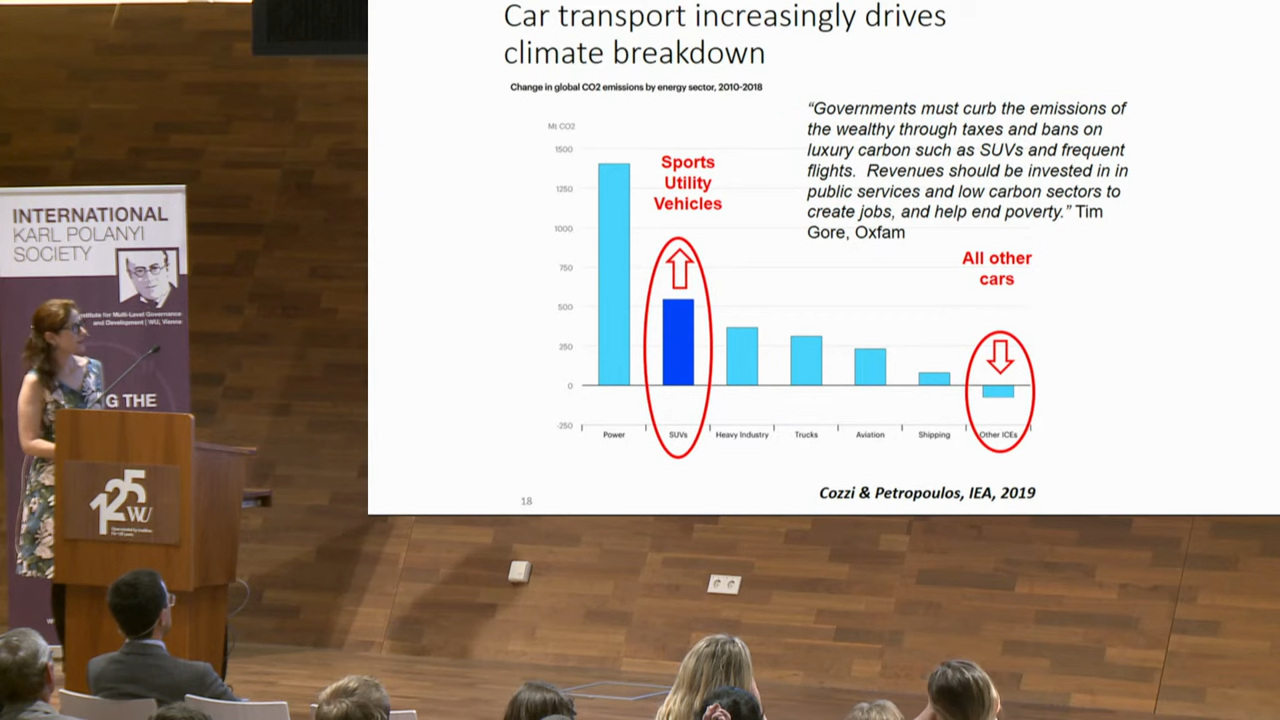 Car transport increasingly drives
climate breakdown
Change in global CO2 emissions by energy sector, 2010-2018
Mt CO2
1500
1250
1000
750
500
250
0
-250
Sports
Utility
Vehicles
“Governments must curb the emissions of
the wealthy through taxes and bans on
luxury carbon such as SUVs and frequent
flights. Revenues should be invested in in
public services and low carbon sectors to
create jobs, and help end poverty.” Tim
Gore, Oxfam
All other
cars
Power
SUVs
Heavy Industry
Trucks
Aviation
Shipping
Other ICEs
18
Cozzi & Petropoulos, IEA, 2019
INTERNATIONAL
KARL POLANYI
SOCIETY
stitute for Multi-Level Governance
and Development | WU, Vienna
G THE
125
WU